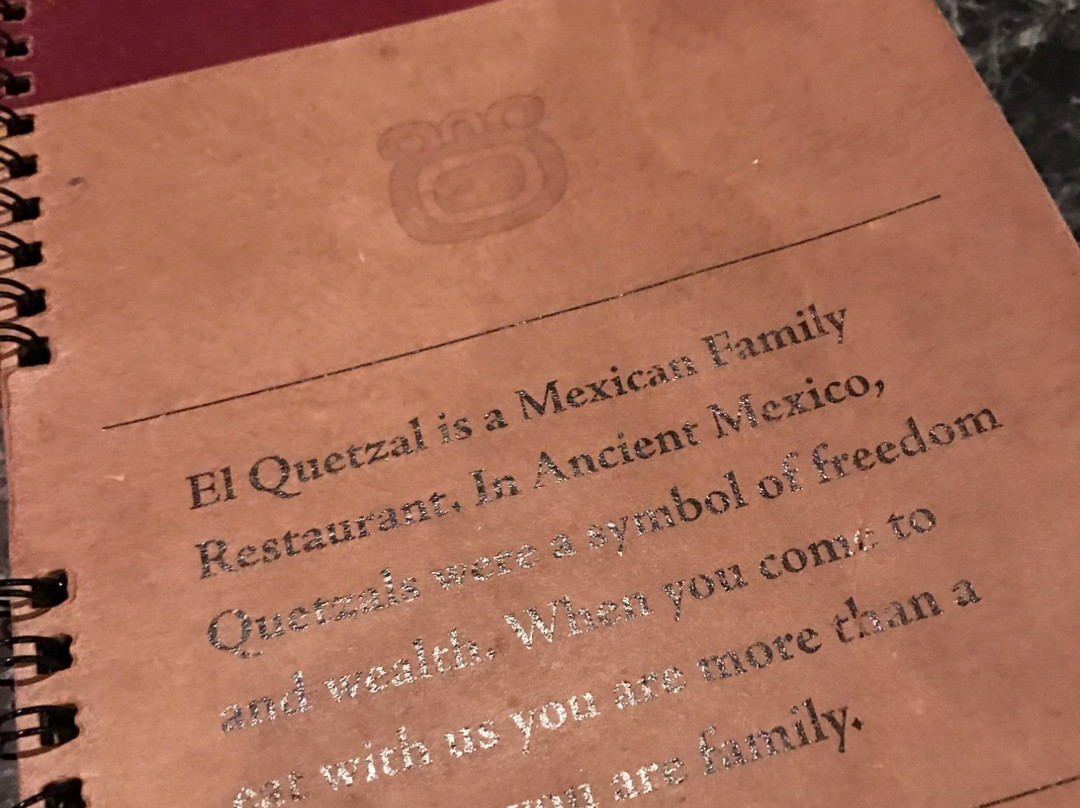 El Quetzal is a Mexican Family
Restaurant. In Ancient Mexico,
Quetzals were a symbol of freedom
and wealth. When you come to
eat with us you are more than a
you are family.